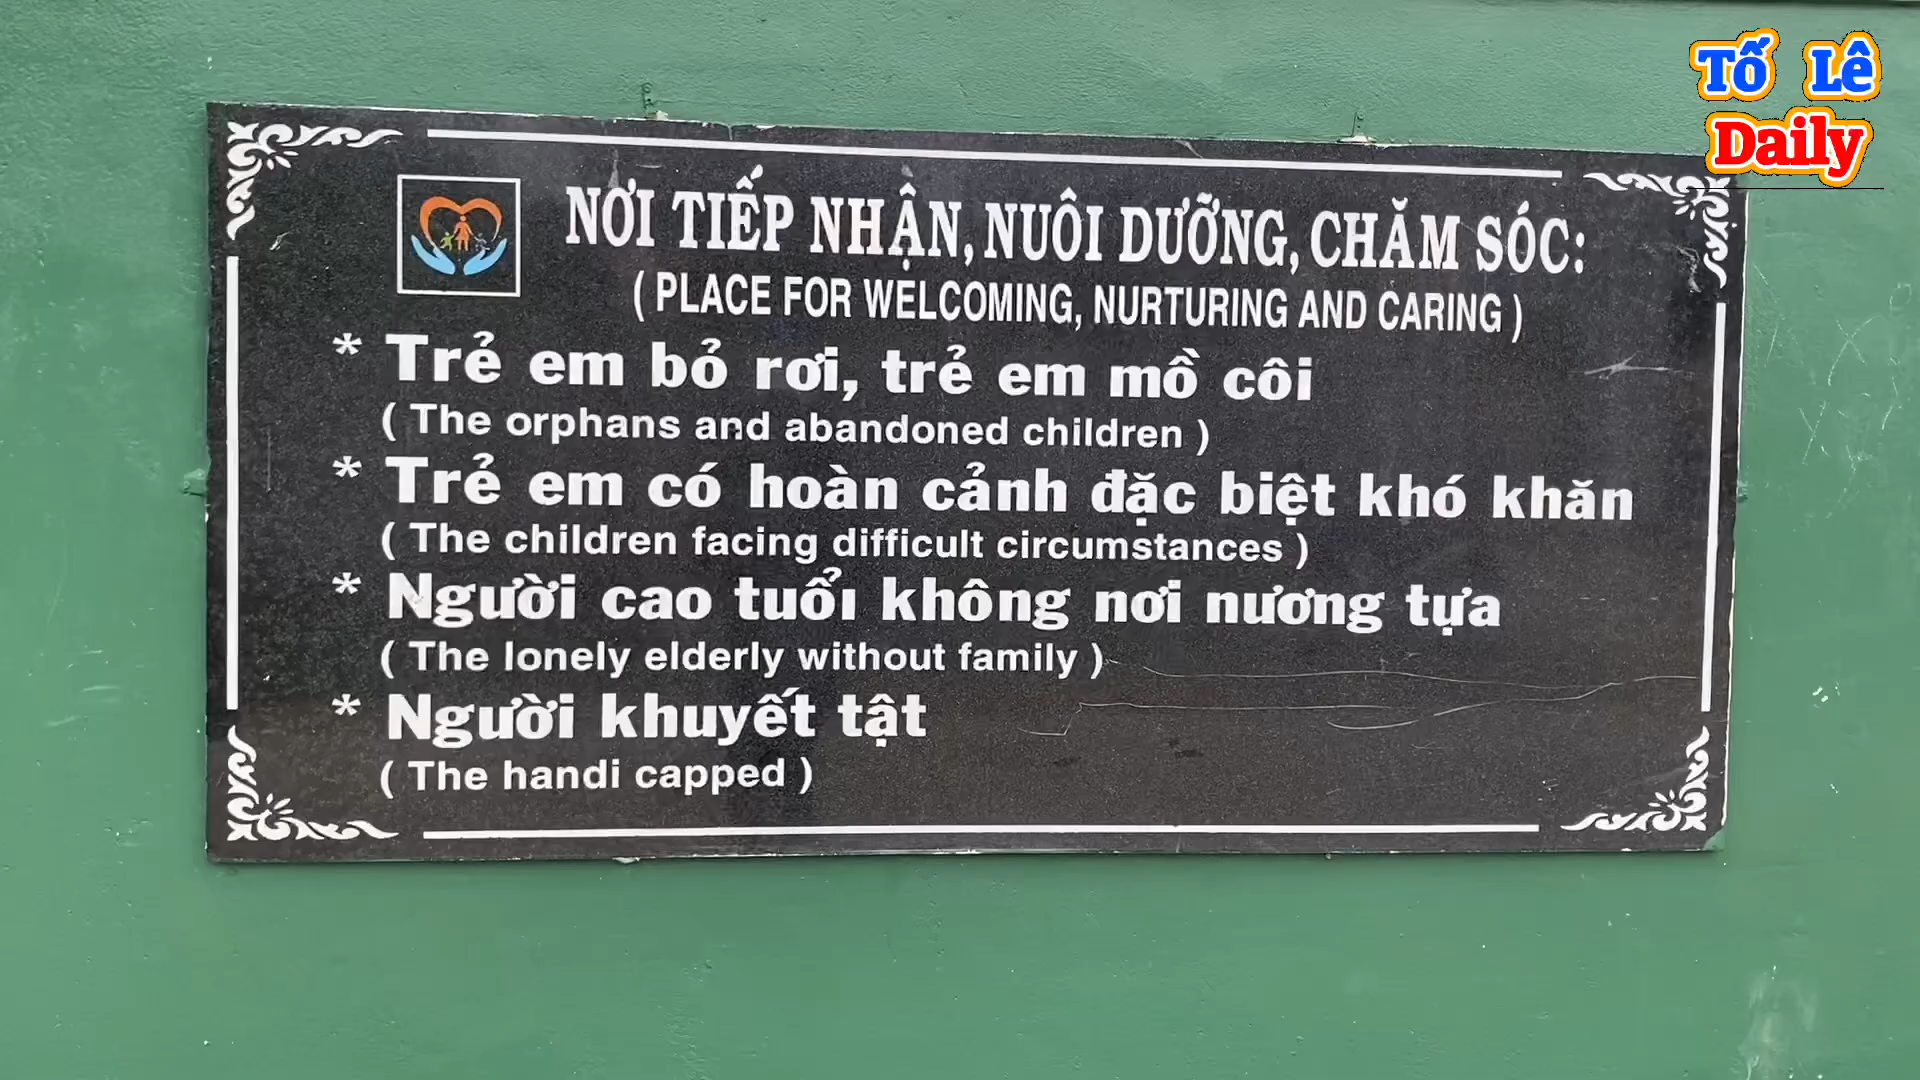 Tố Lê
Daily
NƠI TIẾP NHẬN, NUÔI DƯỠNG, CHĂM SÓC:
( PLACE FOR WELCOMING, NURTURING AND CARING )
* Trẻ em bỏ rơi, trẻ em mồ côi
( The orphans and abandoned children )
* Trẻ em có hoàn cảnh đặc biệt khó khăn
( The children facing difficult circumstances )
* Người cao tuổi không nơi nương tựa
( The lonely elderly without family )
* Người khuyết tật
( The handi capped )